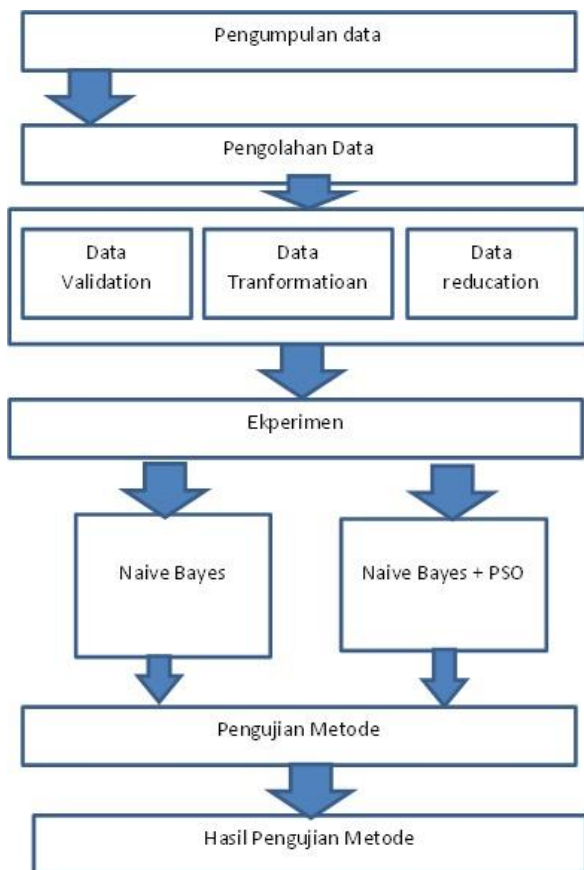 Pengumpulan data
Pengolahan Data
Data
Validation
Data
Tranformatioan
Data
reducation
Ekperimen
Naive Bayes
Naive Bayes + PSO
Pengujian Metode
Hasil Pengujian Metode